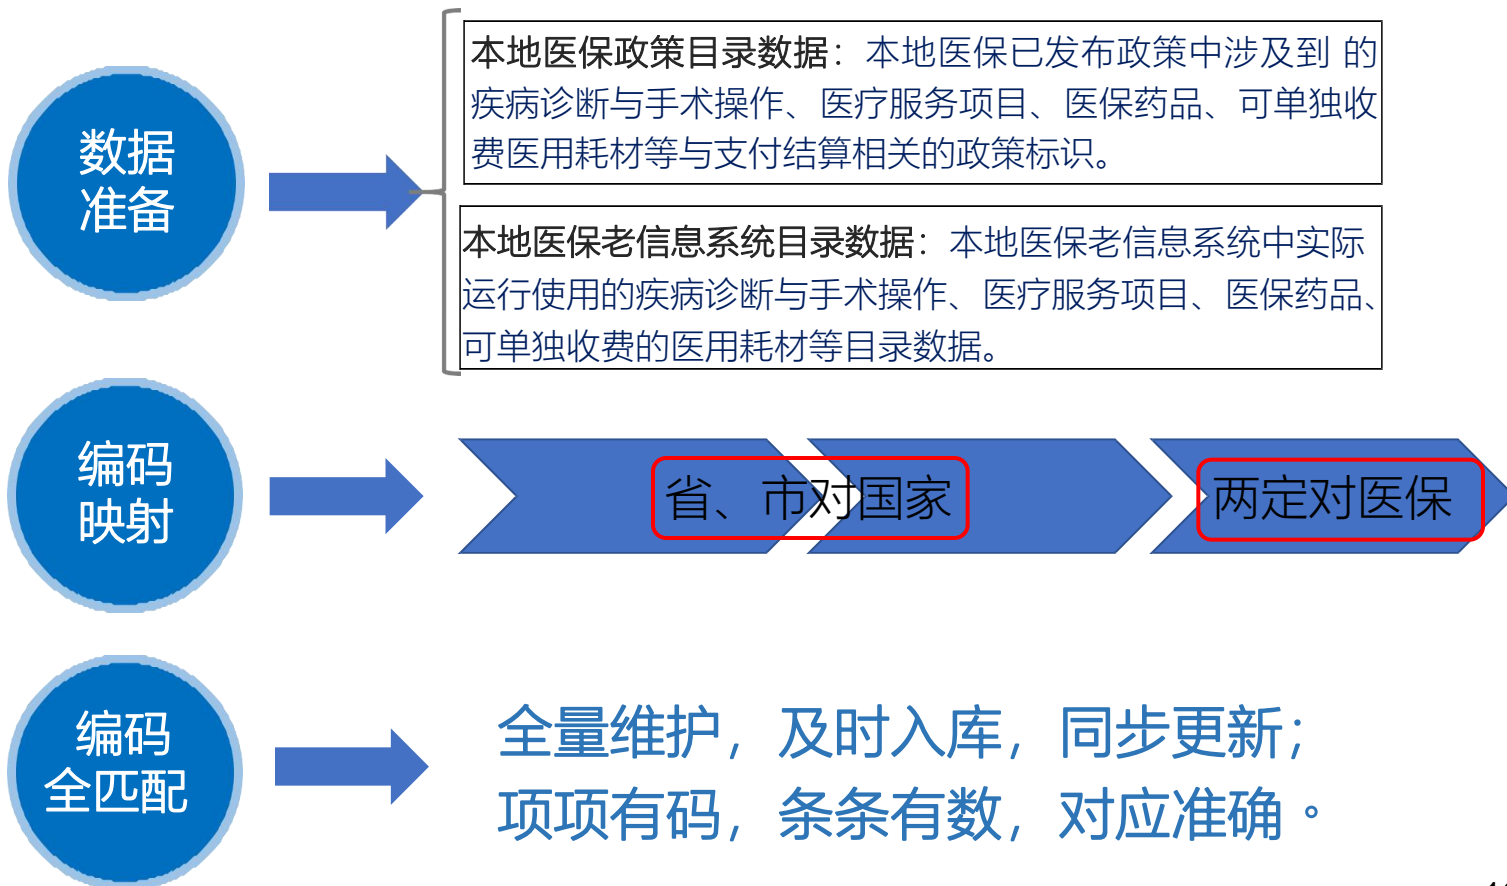 数据
准备
本地医保政策目录数据：本地医保已发布政策中涉及到 的
疾病诊断与手术操作、医疗服务项目、医保药品、可单独收
费医用耗材等与支付结算相关的政策标识。
本地医保老信息系统目录数据：本地医保老信息系统中实际
运行使用的疾病诊断与手术操作、医疗服务项目、医保药品、
可单独收费的医用耗材等目录数据。
编码
映射
省、市对国家
两定对医保
编码
全匹配
全量维护，及时入库，同步更新；
项项有码，条条有数，对应准确。